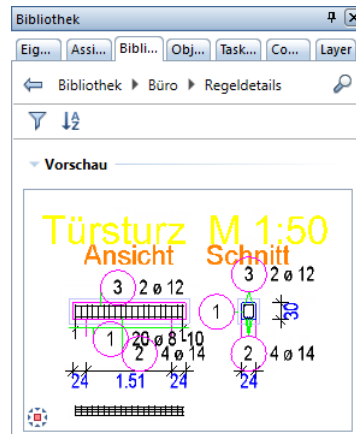 Bibliothek
Eig... Assi... Bibli... Obj... Task... Co... Layer
Bibliothek Büro Regeldetails
Vorschau
Türsturz M 1:50
Ansicht Schnitt
3 2 ø 12 3 2 ø 12
1 30
1 20 ø 8 -10
2 4 ø 14 2 4 ø 14
24 1.51 24 24